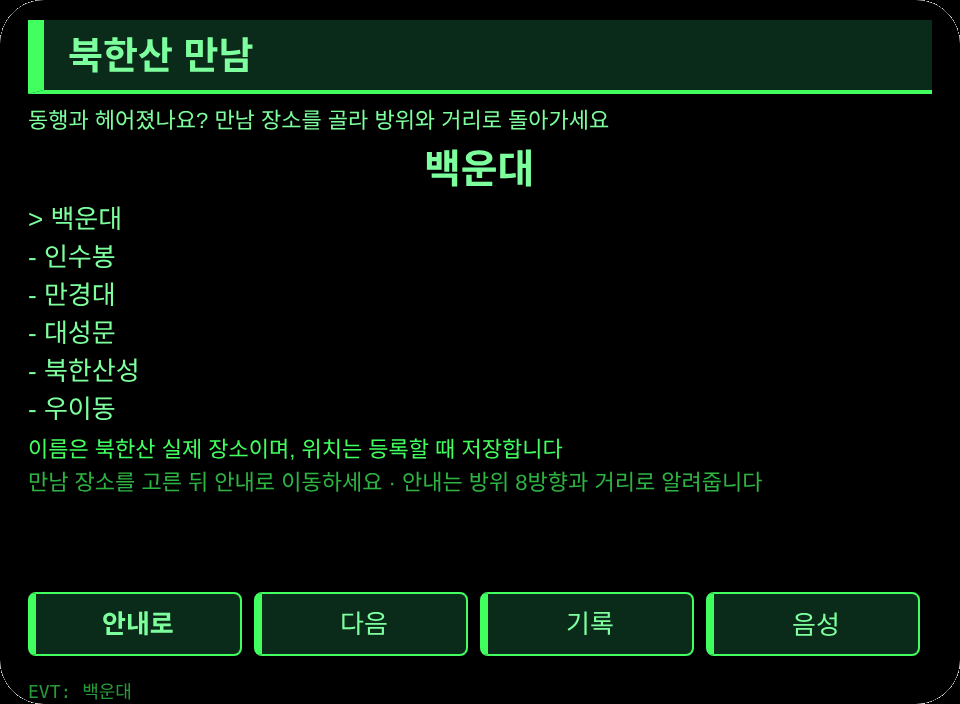 북한산 만남
동행과 헤어졌나요? 만남 장소를 골라 방위와 거리로 돌아가세요
백운대
> 백운대
- 인수봉
- 만경대
- 대성문
- 북한산성
- 우이동
이름은 북한산 실제 장소이며, 위치는 등록할 때 저장합니다
만남 장소를 고른 뒤 안내로 이동하세요 · 안내는 방위 8방향과 거리로 알려줍니다
안내로
다음
기록
음성
EVT: 백운대